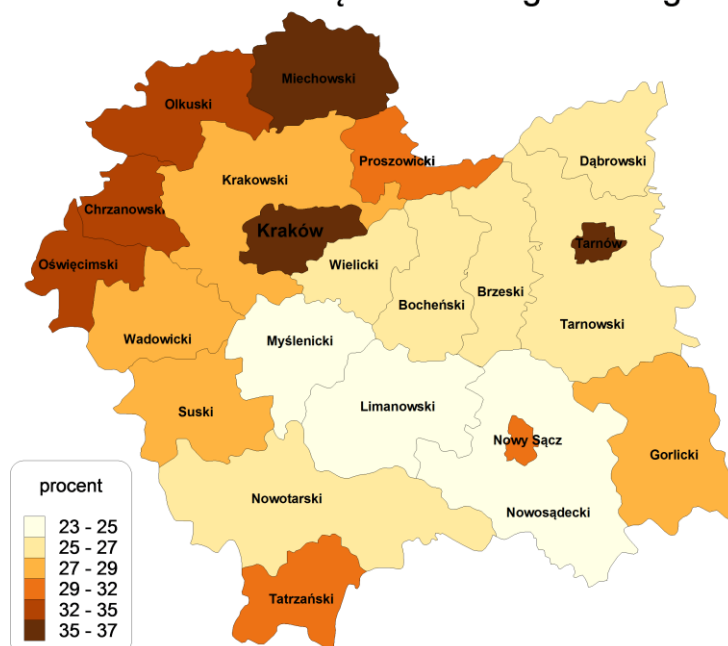 Miechowski
Olkuski
Proszowicki
Dąbrowski
Krakowski
Chrzanowski
Kraków
Tarnów
Oświęcimski
Wielicki
Brzeski
Bocheński
Tarnowski
Wadowicki
Myślenicki
Limanowski
Suski
Nowy Sącz
Gorlicki
Nowotarski
Nowosądecki
Tatrzański
procent
23 - 25
25 - 27
27 - 29
29 - 32
32 - 35
35 - 37